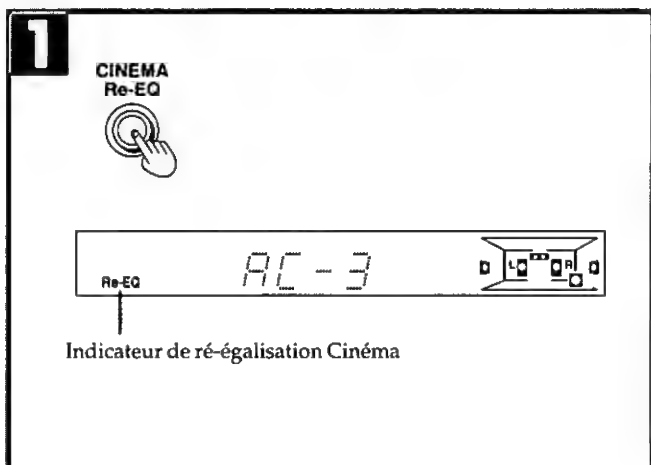 1
CINEMA
Re-EQ
AC-3
L R
Re-EQ
Indicateur de ré-égalisation Cinéma